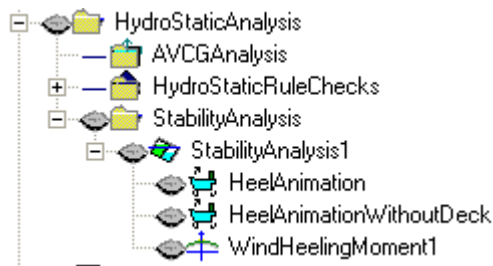 HydroStaticAnalysis
AVCGAnalysis
HydroStaticRuleChecks
StabilityAnalysis
StabilityAnalysis1
HeelAnimation
HeelAnimationWithoutDeck
WindHeelingMoment1